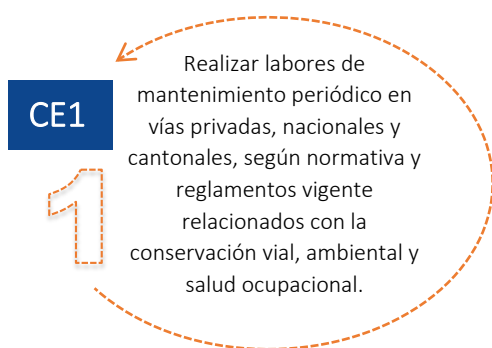 CE1
1
Realizar labores de
mantenimiento periódico en
vías privadas, nacionales y
cantonales, según normativa y
reglamentos vigente
relacionados con la
conservación vial, ambiental y
salud ocupacional.